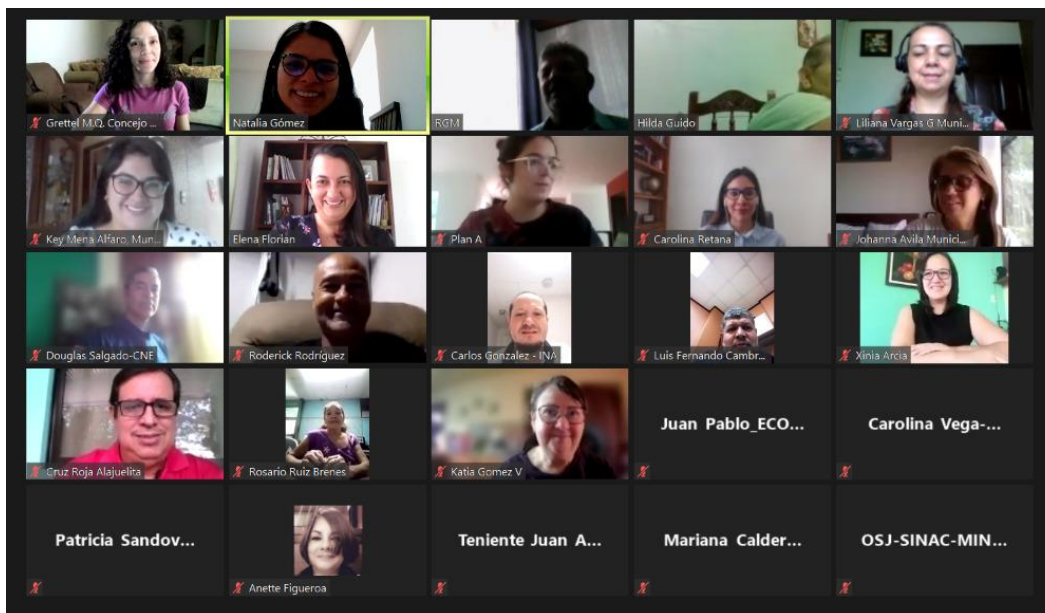 Grettel M.Q. Concejo ...
Natalia Gómez
RGM
Hilda Guido
Liliana Vargas G Muni...
Key Mena Alfaro. Mun...
Elena Florian
Plan A
Carolina Retana
Johanna Avila Munici...
Douglas Salgado-CNE
Roderick Rodríguez
Carlos Gonzalez - INA
Luis Fernando Cambr...
Xinia Arcia
Cruz Roja Alajuelita
Rosario Ruiz Brenes
Katia Gomez V
Juan Pablo_ECO...
Carolina Vega-...
Patricia Sandov...
Anette Figueroa
Teniente Juan A...
Mariana Calder...
OSJ-SINAC-MIN...